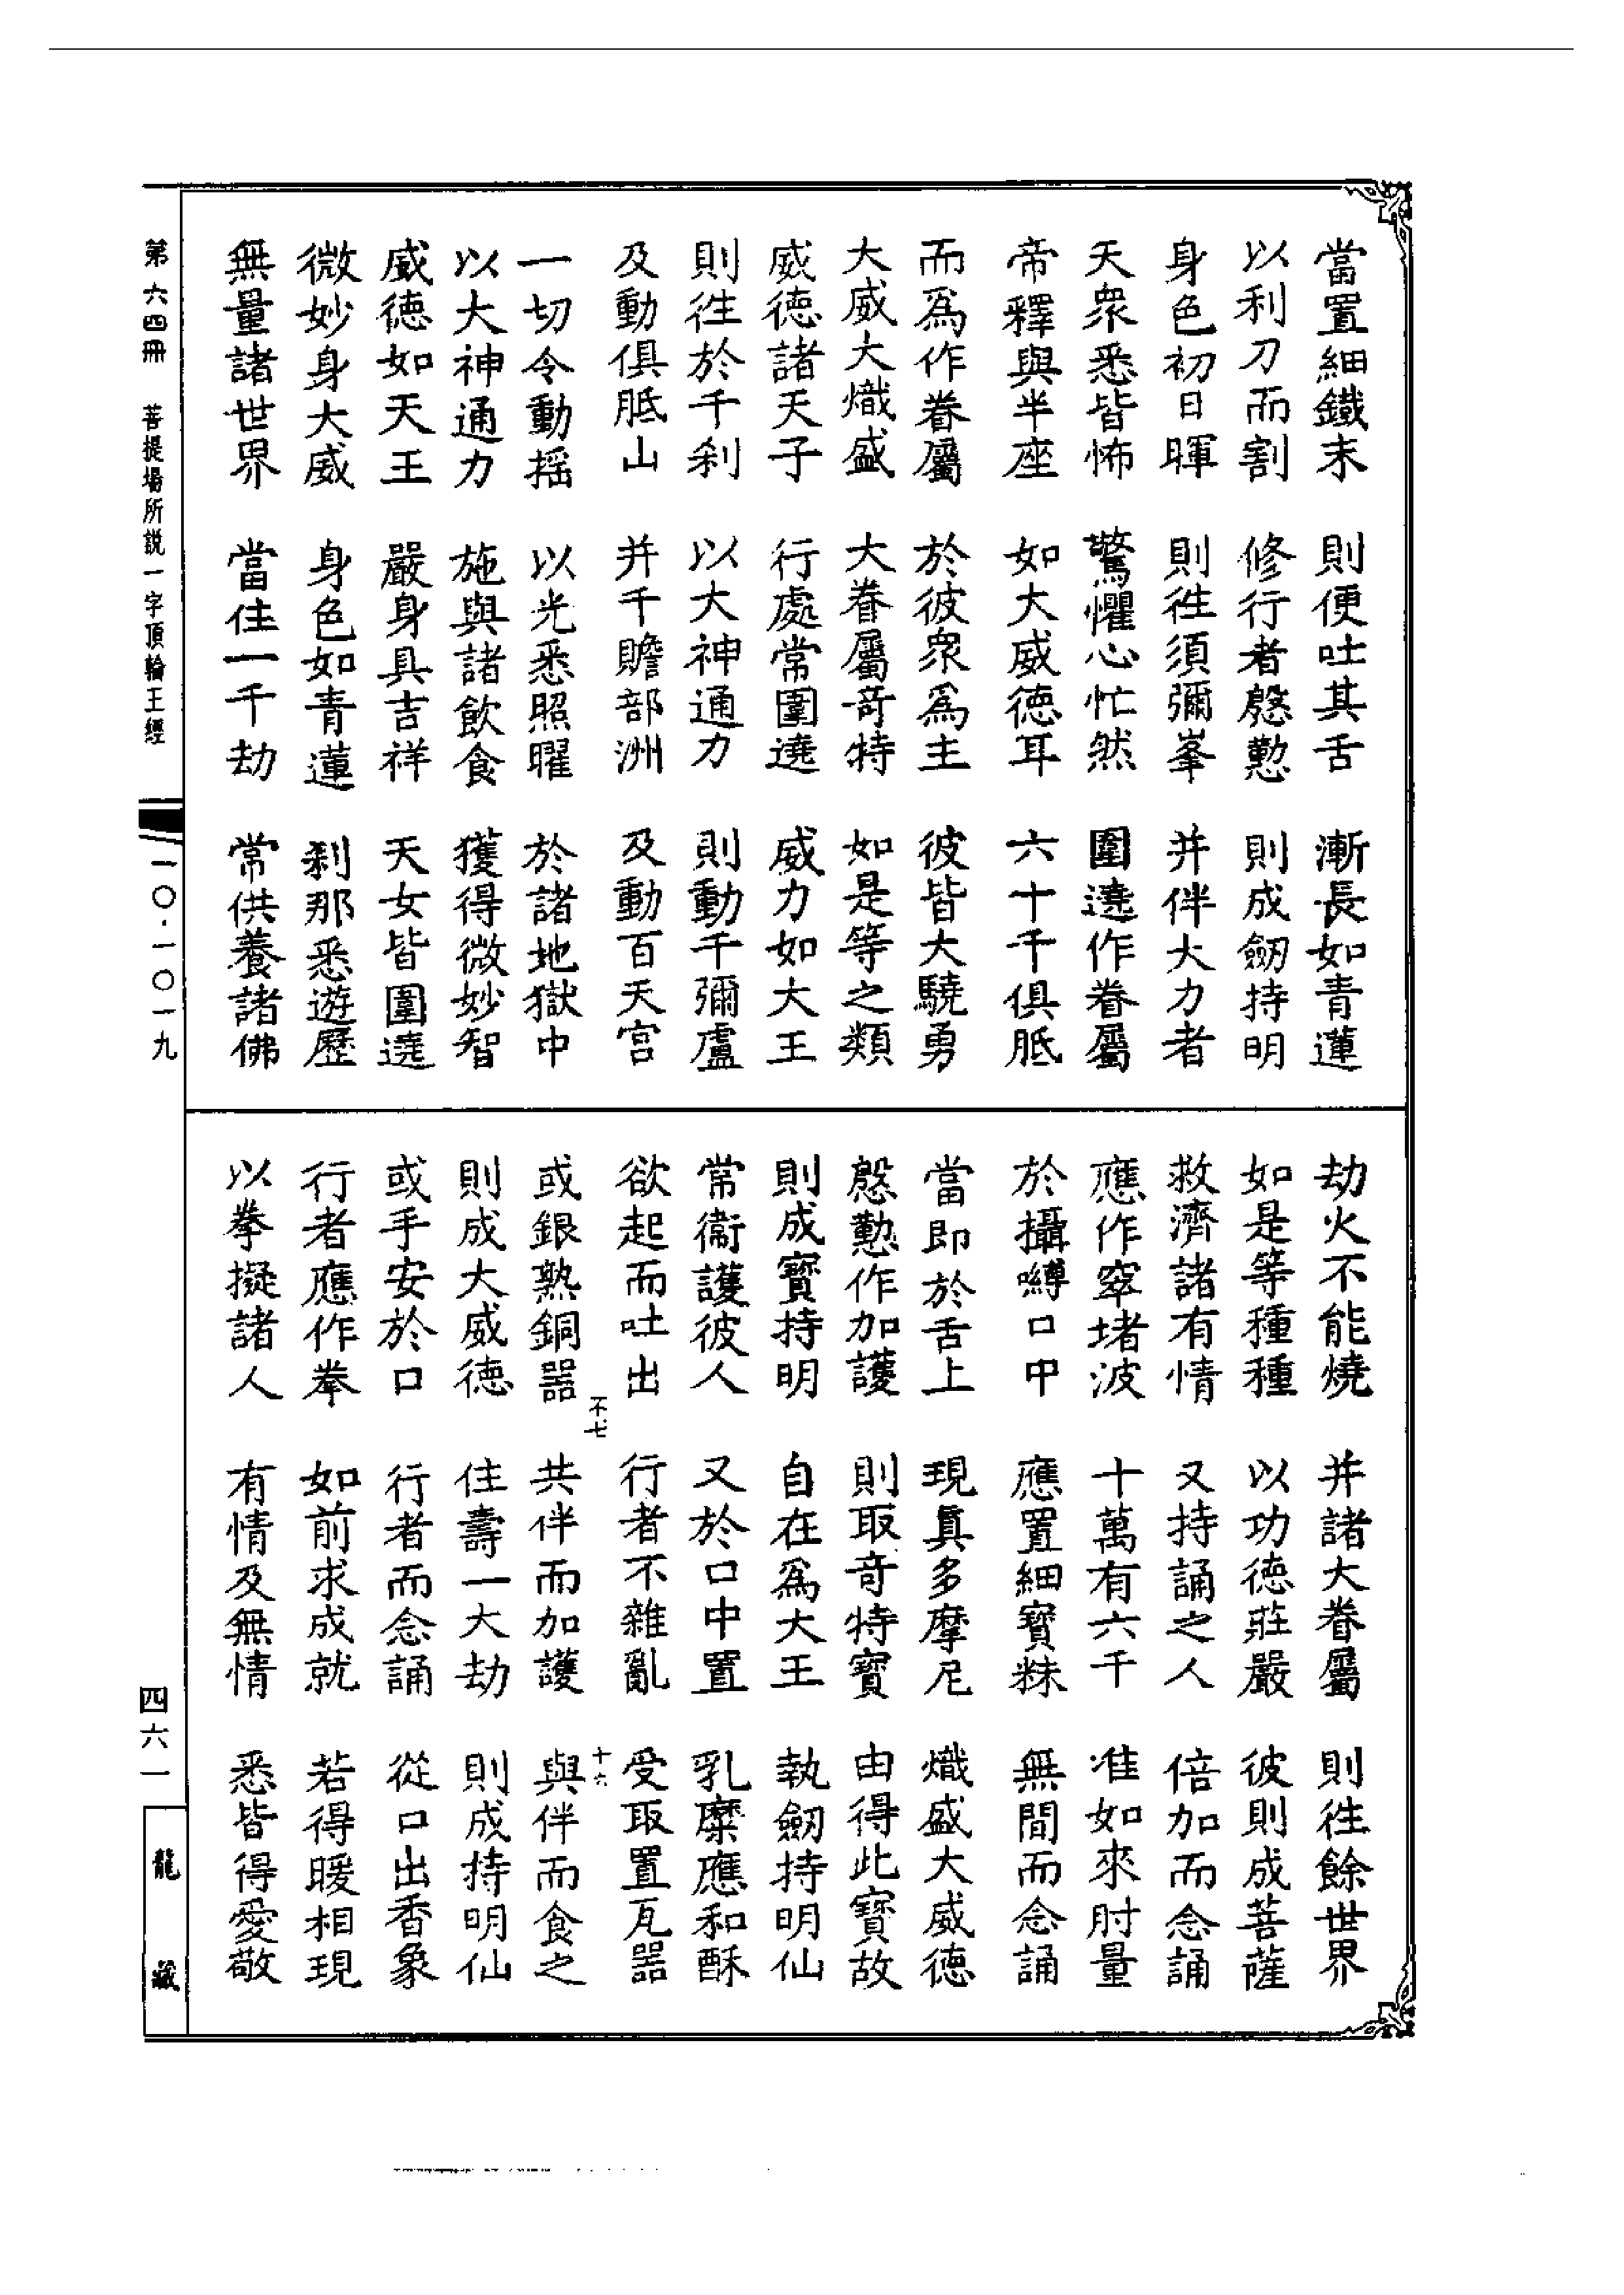 當置細鐵末 則便吐其舌 漸長如青蓮
以利刀而割 修行者慇懃 則成劒持明
身色初日暉 則徃須彌峯 并伴大力者
天衆悉皆怖 驚懼心忙然 圍遶作眷屬
帝釋與半座 如大威德耳 六十千俱胝
而爲作眷屬 於彼衆爲主 彼皆大驍勇
大威大熾盛 大眷屬竒特 如是等之類
威德諸天子 行處常圍遶 威力如大王
則徃於千刹 以大神通力 則動千彌盧
及動俱胝山 并千贍部洲 及動百天宫
一切令動搖 以光悉照曜 於諸地獄中
以大神通力 施與諸飲食 獲得微妙智
威德如天王 嚴身具吉祥 天女皆圍遶
微妙身大威 身色如青蓮 刹那悉遊歷
無量諸世界 當住一千劫 常供養諸佛
劫火不能燒 并諸大眷屬 則徃餘世界
如是等種種 以功德莊嚴 彼則成菩薩
救濟諸有情 又持誦之人 倍加而念誦
應作窣堵波 十萬有六千 准如來肘量
於攝嚩口中 應置細寶粖 無間而念誦
當即於舌上 現眞多摩尼 熾盛大威德
慇懃作加護 則取竒特寶 由得此寶故
則成寳持明 自在爲大王 執劒持明仙
常衞護彼人 又於口中置 乳糜應和酥
欲起而吐出 行者不雜亂 受取置瓦器
不七 十六
或銀熟銅器 共伴而加護 與伴而食之
則成大威德 住壽一大劫 則成持明仙
或手安於口 行者而念誦 從口出香象
行者應作拳 如前求成就 若得暖相現
以拳擬諸人 有情及無情 悉皆得愛敬
第六四冊 菩提場所説一字頂輪王經 一〇·一〇一九 四六一 龍藏